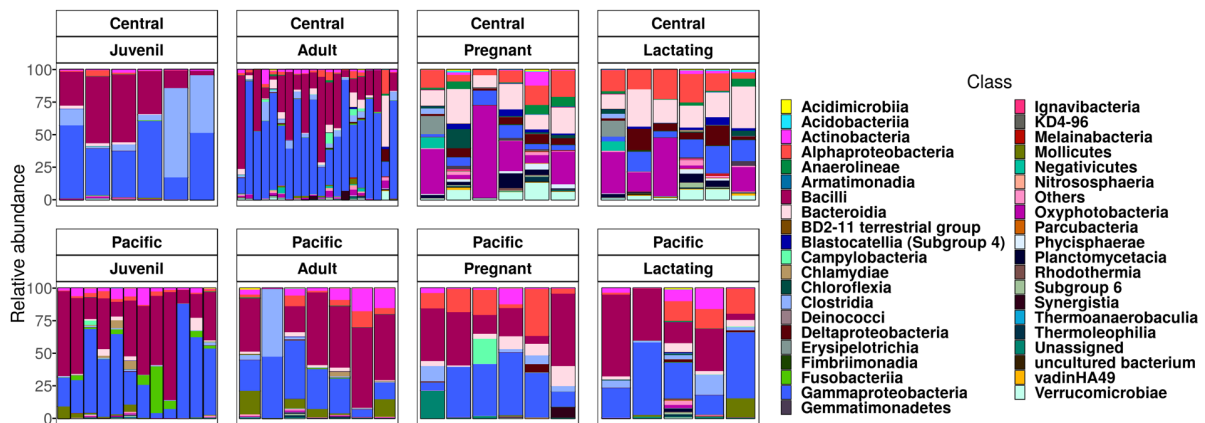 Central Central Central Central
Juvenil Adult Pregnant Lactating
100
75
50
25
0
Pacific Pacific Pacific Pacific
Juvenil Adult Pregnant Lactating
100
75
50
25
0
Relative abundance
Class
Acidimicrobiia
Acidobacteriia
Actinobacteria
Alphaproteobacteria
Anaerolineae
Armatimonadia
Bacilli
Bacteroidia
BD2-11 terrestrial group
Blastocatellia (Subgroup 4)
Campylobacteria
Chlamydiae
Chloroflexia
Clostridia
Deinococci
Deltaproteobacteria
Erysipelotrichia
Fimbriimonadia
Fusobacteriia
Gammaproteobacteria
Gemmatimonadetes
Ignavibacteria
KD4-96
Melainabacteria
Mollicutes
Negativicutes
Nitrososphaeria
Others
Oxyphotobacteria
Parcubacteria
Phycisphaerae
Planctomycetacia
Rhodothermia
Subgroup 6
Synergistia
Thermoanaerobaculia
Thermoleophilia
Unassigned
uncultured bacterium
vadinHA49
Verrucomicrobiae